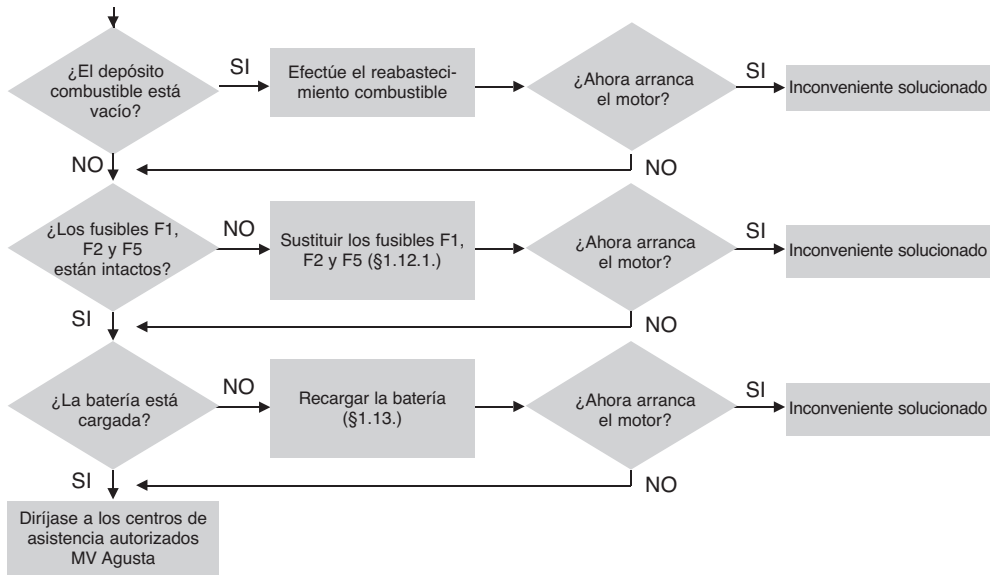 ¿El depósito
combustible está
vacío?
SI
Efectúe el reabasteci-
miento combustible
¿Ahora arranca
el motor?
SI
Inconveniente solucionado
NO
NO
¿Los fusibles F1,
F2 y F5
están intactos?
NO
Sustituir los fusibles F1,
F2 y F5 (§1.12.1.)
¿Ahora arranca
el motor?
SI
Inconveniente solucionado
SI
NO
¿La batería está
cargada?
NO
Recargar la batería
(§1.13.)
¿Ahora arranca
el motor?
SI
Inconveniente solucionado
SI
NO
Diríjase a los centros de
asistencia autorizados
MV Agusta